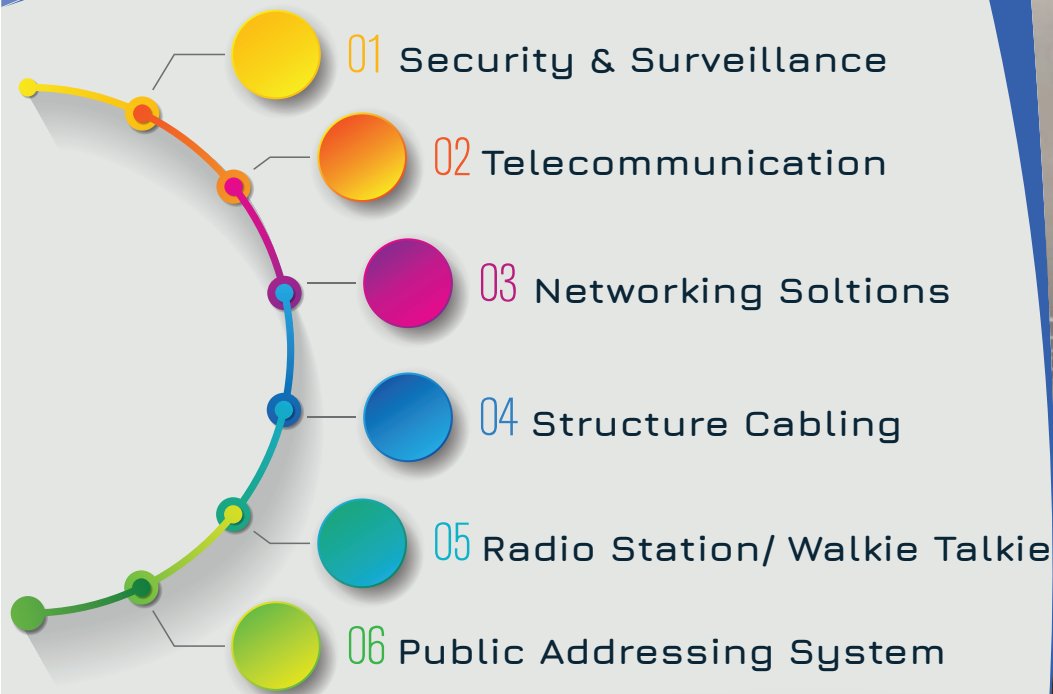 01 Security & Surveillance
02 Telecommunication
03 Networking Soltions
04 Structure Cabling
05 Radio Station/ Walkie Talkie
06 Public Addressing System